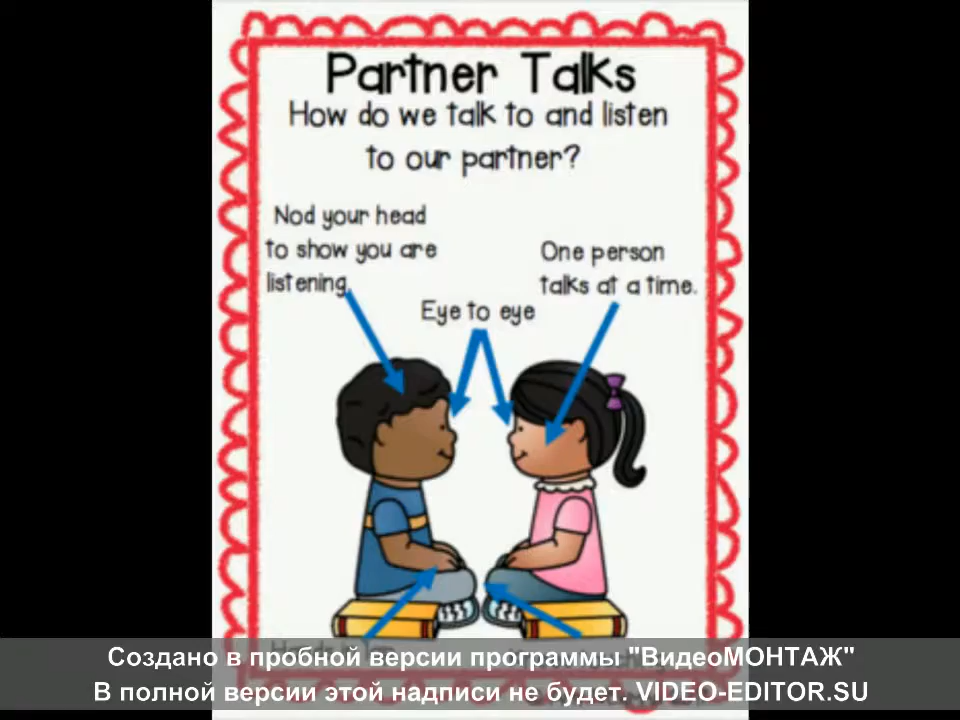 Partner Talks
How do we talk to and listen
to our partner?
Nod your head
to show you are
listening.
One person
talks at a time.
Eye to eye
Создано в пробной версии программы "ВидеоМОНТАЖ"
В полной версии этой надписи не будет. VIDEO-EDITOR.SU